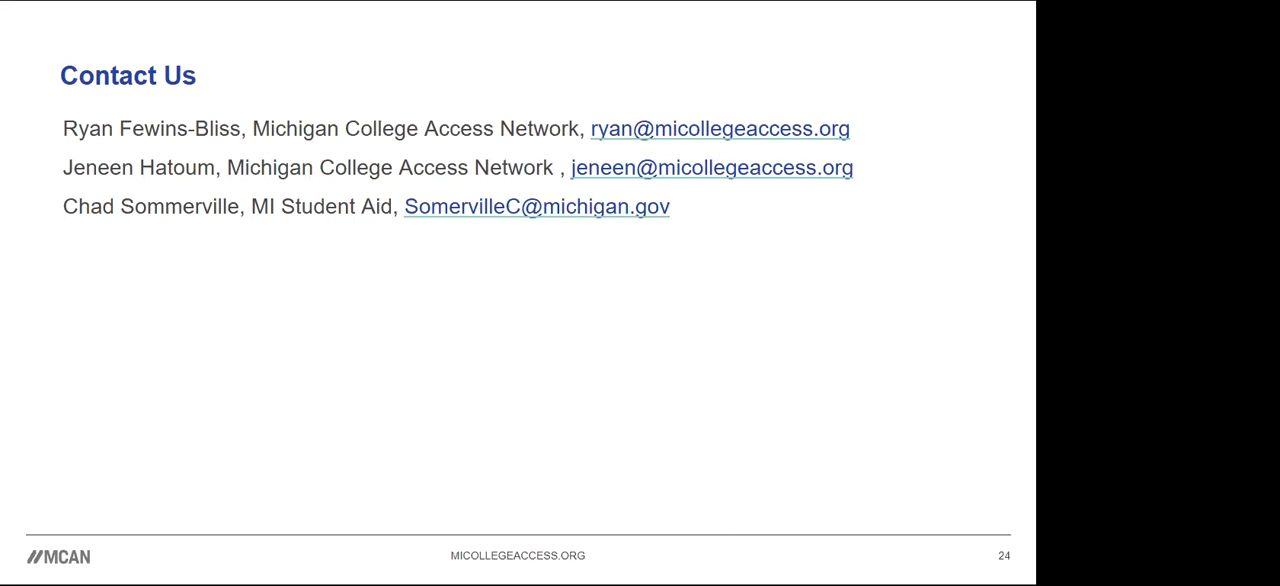 Contact Us
Ryan Fewins-Bliss, Michigan College Access Network, ryan@micollegeaccess.org
Jeneen Hatoum, Michigan College Access Network , jeneen@micollegeaccess.org
Chad Sommerville, MI Student Aid, SomervilleC@michigan.gov
MCAN
MICOLLEGEACCESS.ORG
24